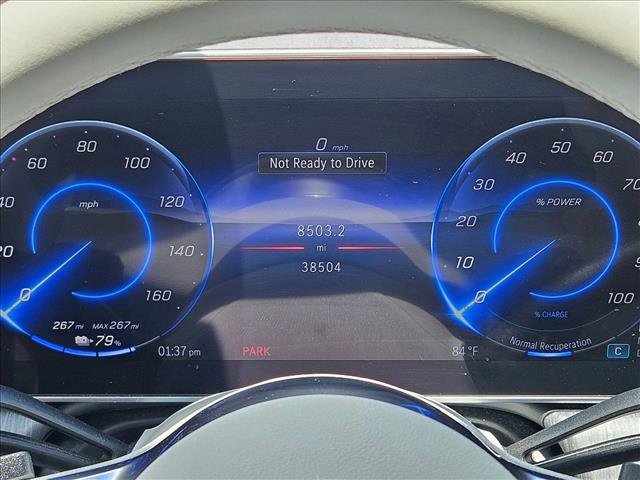 0 mph
Not Ready to Drive
8503.2
mi
38504
0
20
40
60
80
100
120
140
160
mph
267 mi MAX 267 mi
79%
01:37 pm
PARK
84 °F
0
10
20
30
40
50
60
100
% POWER
% CHARGE
Normal Recuperation
C